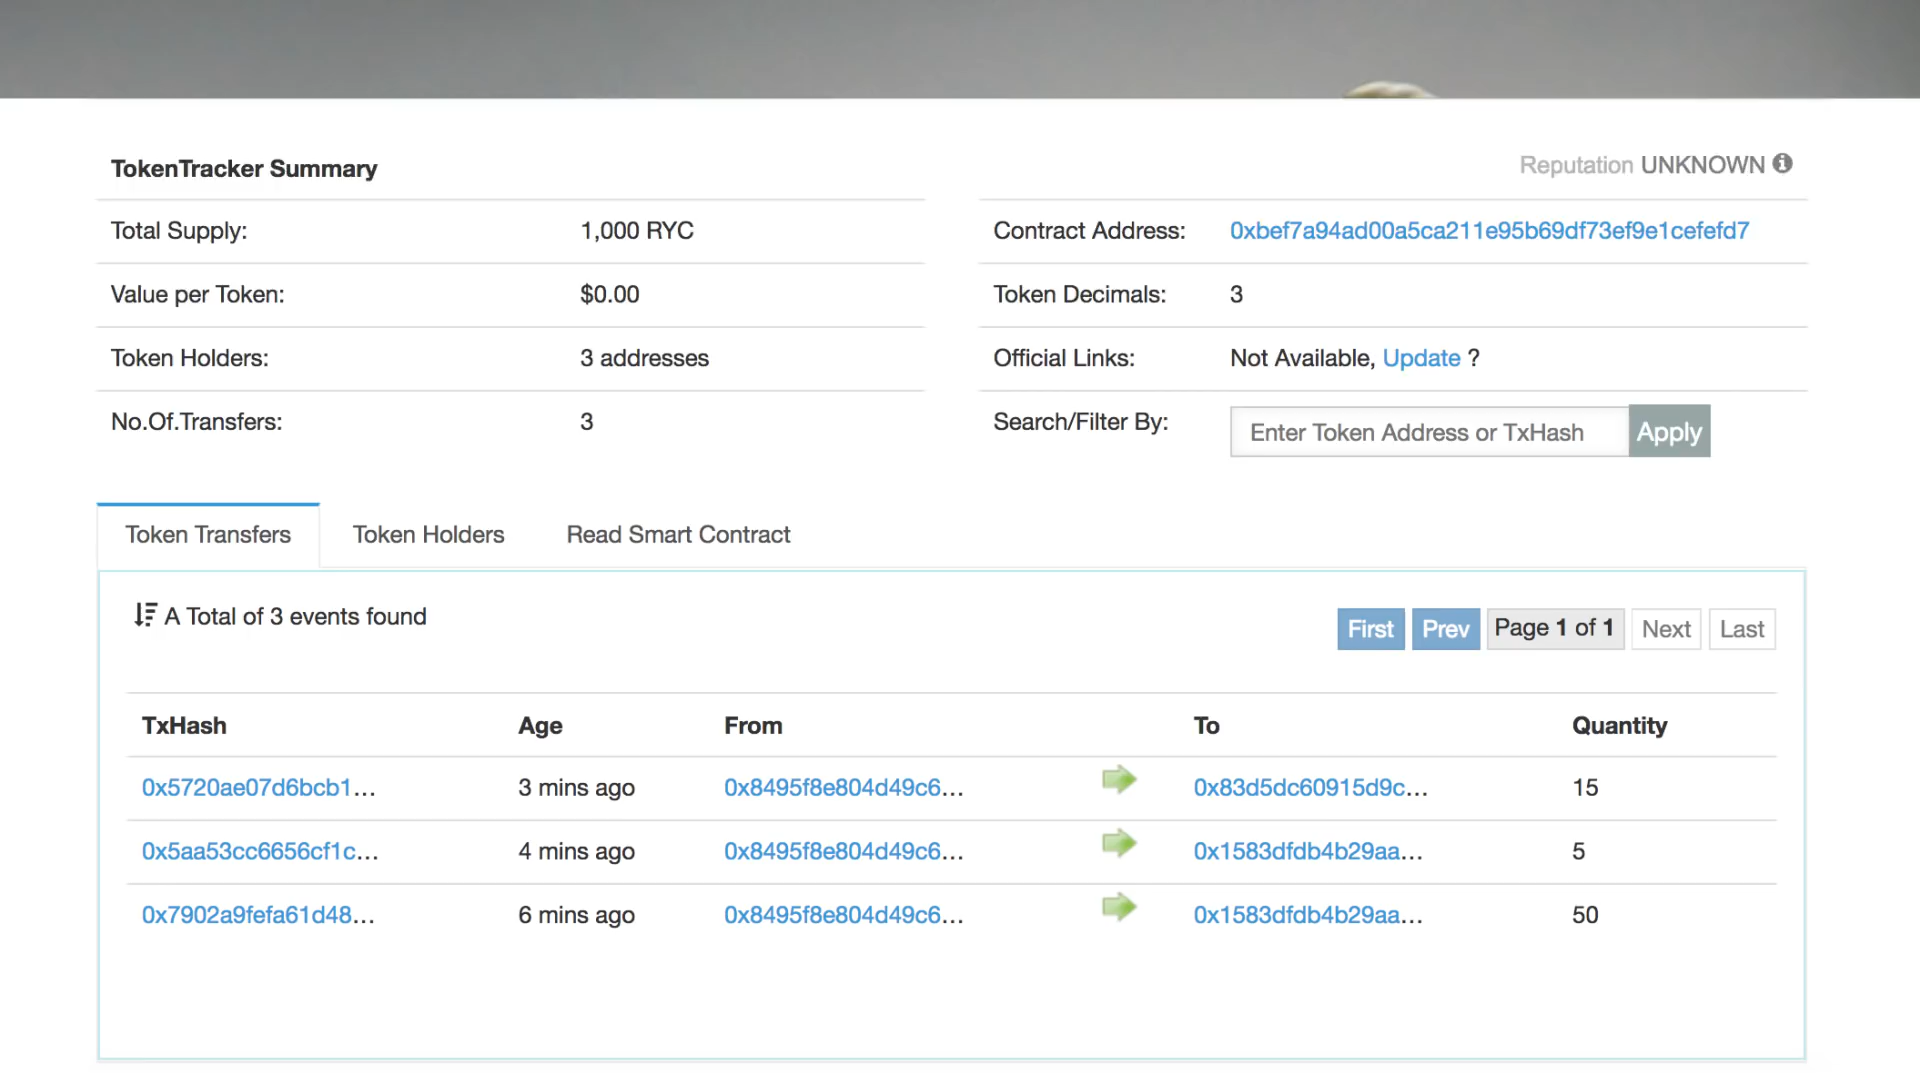 TokenTracker Summary
Reputation UNKNOWN
Total Supply: 1,000 RYC
Contract Address: 0xbef7a94ad00a5ca211e95b69df73ef9e1cefefd7
Value per Token: $0.00
Token Decimals: 3
Token Holders: 3 addresses
Official Links: Not Available, Update ?
No.Of.Transfers: 3
Search/Filter By: Enter Token Address or TxHash Apply
Token Transfers Token Holders Read Smart Contract
A Total of 3 events found
First Prev Page 1 of 1 Next Last
TxHash Age From To Quantity
0x5720ae07d6bcb1... 3 mins ago 0x8495f8e804d49c6... 0x83d5dc60915d9c... 15
0x5aa53cc6656cf1c... 4 mins ago 0x8495f8e804d49c6... 0x1583dfdb4b29aa... 5
0x7902a9fefa61d48... 6 mins ago 0x8495f8e804d49c6... 0x1583dfdb4b29aa... 50